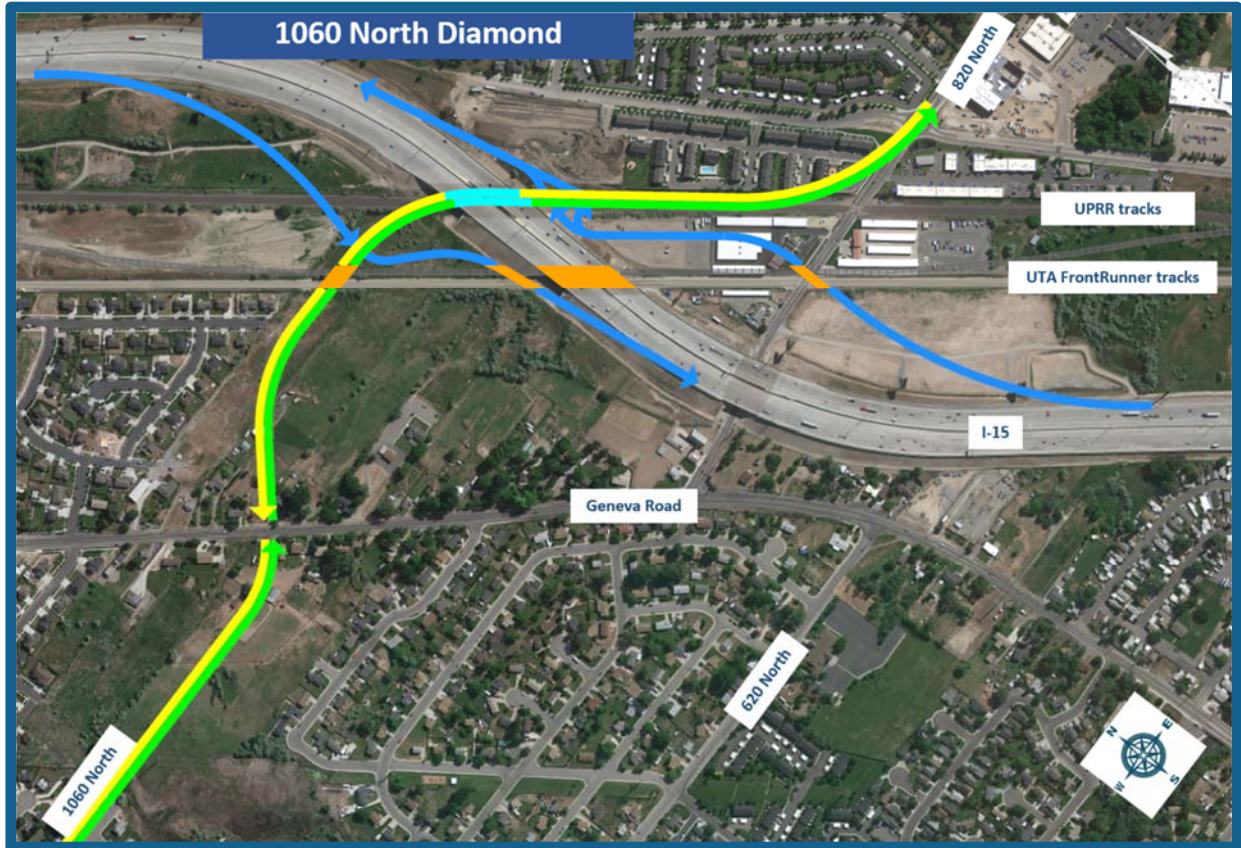 1060 North Diamond
820 North
UPRR tracks
UTA FrontRunner tracks
I-15
Geneva Road
620 North
1060 North
N
E
W
S